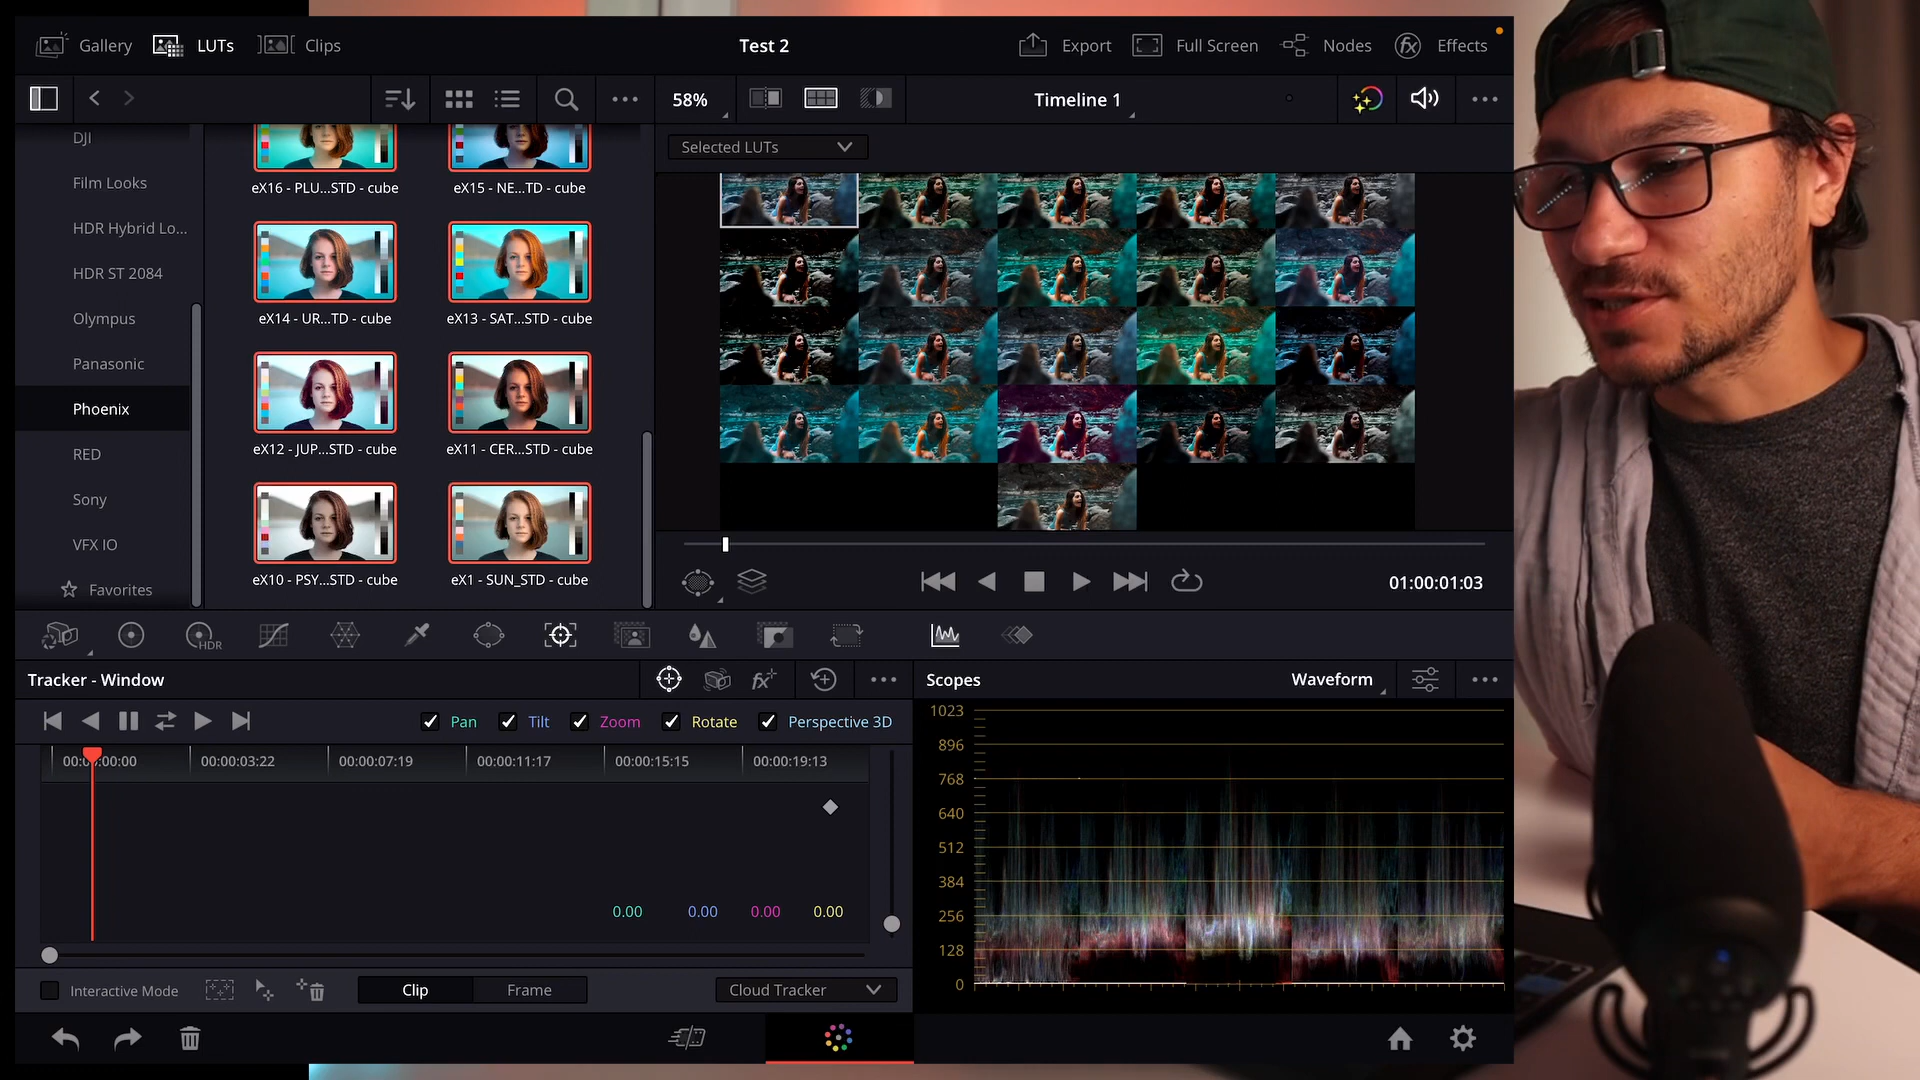 Gallery
LUTs
Clips
Test 2
Export
Full Screen
Nodes
Effects
58%
Timeline 1
Selected LUTs
DJI
Film Looks
HDR Hybrid Lo...
HDR ST 2084
Olympus
Panasonic
Phoenix
RED
Sony
VFX IO
Favorites
eX16 - PLU...STD - cube
eX15 - NE...TD - cube
eX14 - UR...TD - cube
eX13 - SAT...STD - cube
eX12 - JUP...STD - cube
eX11 - CER...STD - cube
eX10 - PSY...STD - cube
eX1 - SUN_STD - cube
01:00:01:03
HDR
Tracker - Window
Pan
Tilt
Zoom
Rotate
Perspective 3D
00:00:03:22
00:00:07:19
00:00:11:17
00:00:15:15
00:00:19:13
0.00
0.00
0.00
0.00
Interactive Mode
Clip
Frame
Cloud Tracker
Scopes
Waveform
1023
896
768
640
512
384
256
128
0